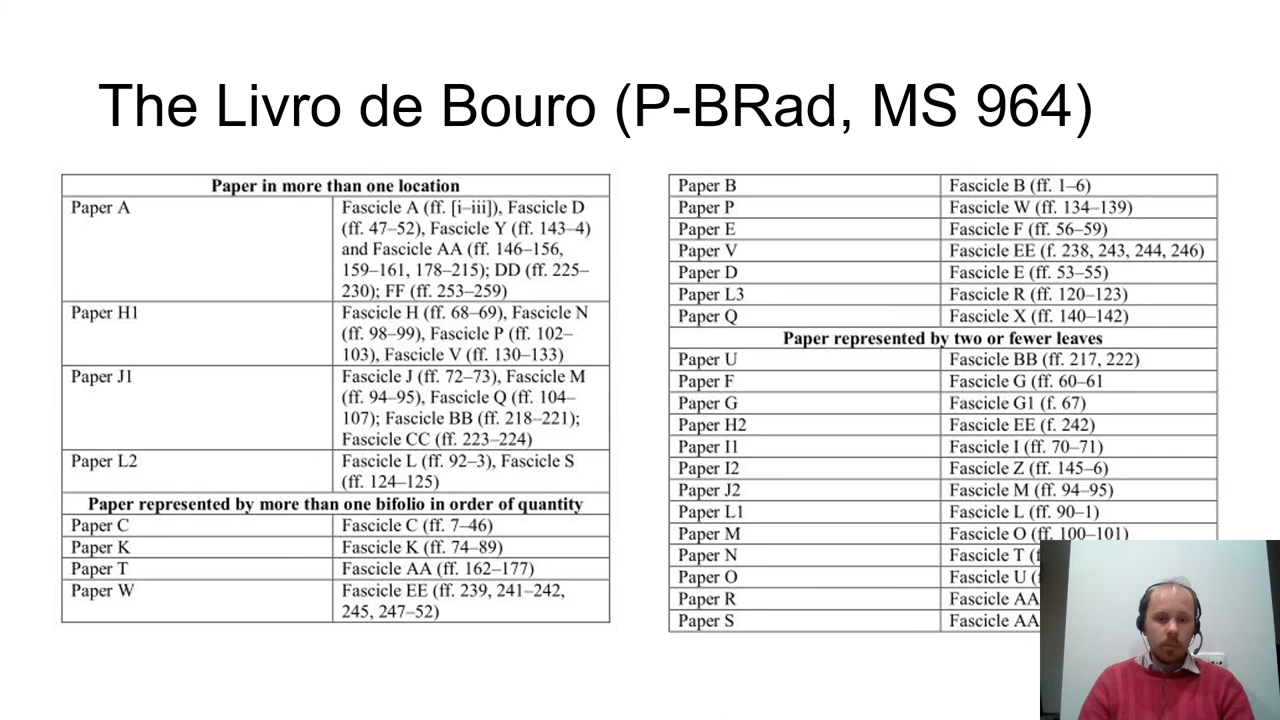 The Livro de Bouro (P-BRad, MS 964)
Paper in more than one location
Paper A
Fascicle A (ff. [i–iii]), Fascicle D
(ff. 47–52), Fascicle Y (ff. 143–4)
and Fascicle AA (ff. 146–156,
159–161, 178–215); DD (ff. 225–
230); FF (ff. 253–259)
Paper H1
Fascicle H (ff. 68–69), Fascicle N
(ff. 98–99), Fascicle P (ff. 102–
103), Fascicle V (ff. 130–133)
Paper J1
Fascicle J (ff. 72–73), Fascicle M
(ff. 94–95), Fascicle Q (ff. 104–
107); Fascicle BB (ff. 218–221);
Fascicle CC (ff. 223–224)
Paper L2
Fascicle L (ff. 92–3), Fascicle S
(ff. 124–125)
Paper represented by more than one bifolio in order of quantity
Paper C
Fascicle C (ff. 7–46)
Paper K
Fascicle K (ff. 74–89)
Paper T
Fascicle AA (ff. 162–177)
Paper W
Fascicle EE (ff. 239, 241–242,
245, 247–52)
Paper B
Fascicle B (ff. 1–6)
Paper P
Fascicle W (ff. 134–139)
Paper E
Fascicle F (ff. 56–59)
Paper V
Fascicle EE (f. 238, 243, 244, 246)
Paper D
Fascicle E (ff. 53–55)
Paper L3
Fascicle R (ff. 120–123)
Paper Q
Fascicle X (ff. 140–142)
Paper represented by two or fewer leaves
Paper U
Fascicle BB (ff. 217, 222)
Paper F
Fascicle G (ff. 60–61
Paper G
Fascicle G1 (f. 67)
Paper H2
Fascicle EE (f. 242)
Paper I1
Fascicle I (ff. 70–71)
Paper I2
Fascicle Z (ff. 145–6)
Paper J2
Fascicle M (ff. 94–95)
Paper L1
Fascicle L (ff. 90–1)
Paper M
Fascicle O (ff. 100–101)
Paper N
Fascicle T
Paper O
Fascicle U
Paper R
Fascicle AA
Paper S
Fascicle AA